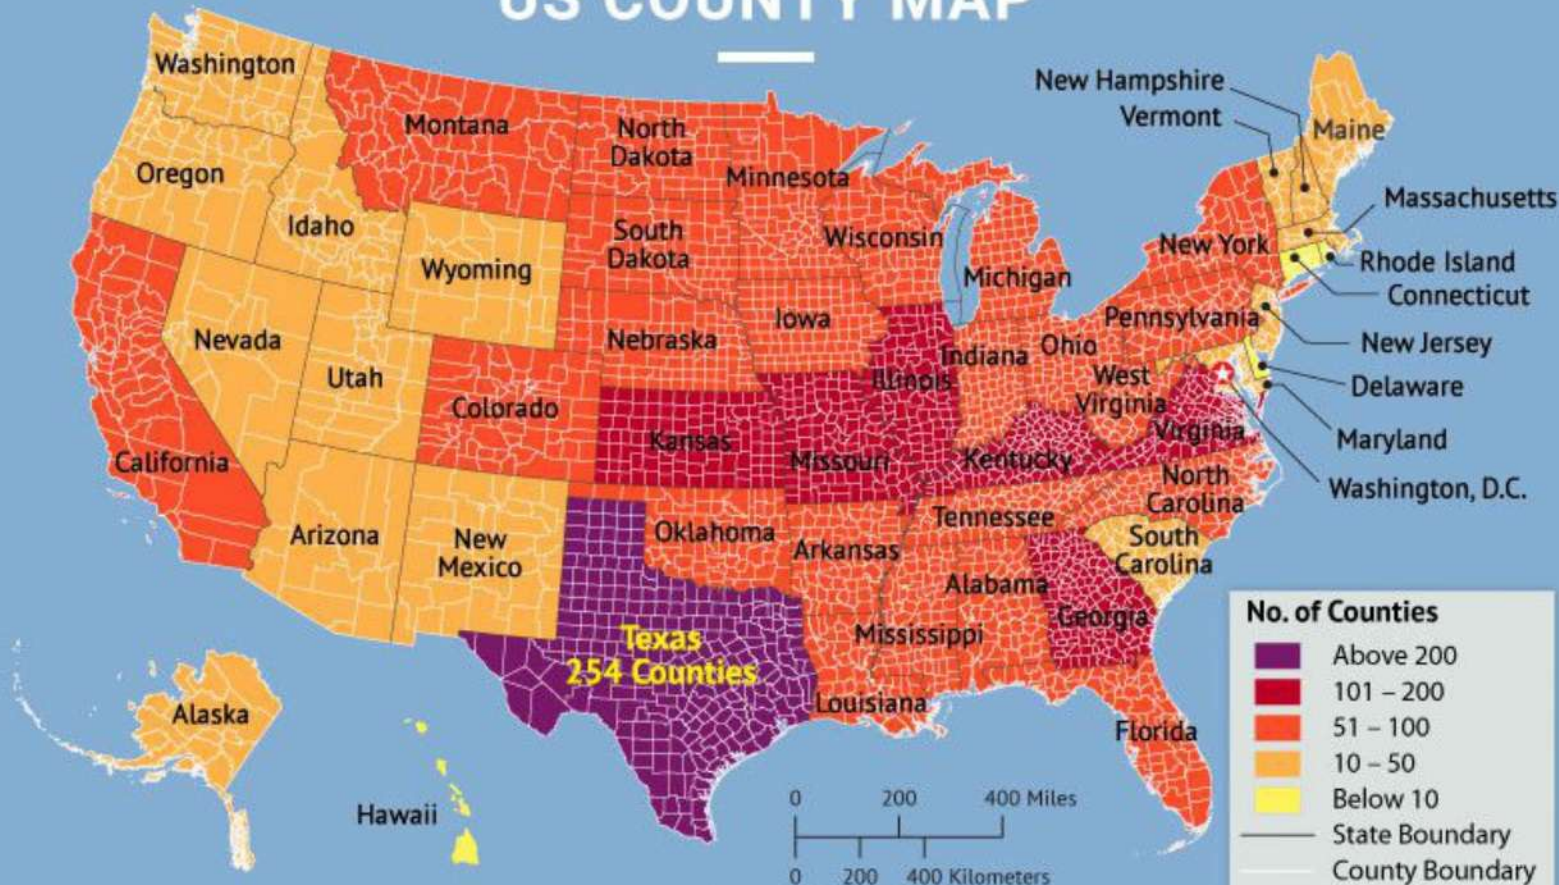 US COUNTY MAP
Washington
Montana
North
Dakota
Minnesota
New Hampshire
Vermont
Maine
Oregon
Idaho
Wyoming
South
Dakota
Wisconsin
Michigan
New York
Massachusetts
Rhode Island
Connecticut
Nevada
Utah
Colorado
Nebraska
Iowa
Illinois
Indiana
Ohio
Pennsylvania
West
Virginia
Virginia
New Jersey
Delaware
Maryland
Washington, D.C.
California
Kansas
Missouri
Kentucky
North
Carolina
Arizona
New
Mexico
Oklahoma
Arkansas
Tennessee
South
Carolina
Alabama
Georgia
Mississippi
Texas
254 Counties
Louisiana
Florida
Alaska
Hawaii
0 200 400 Miles
0 200 400 Kilometers
No. of Counties
Above 200
101 – 200
51 – 100
10 – 50
Below 10
State Boundary
County Boundary